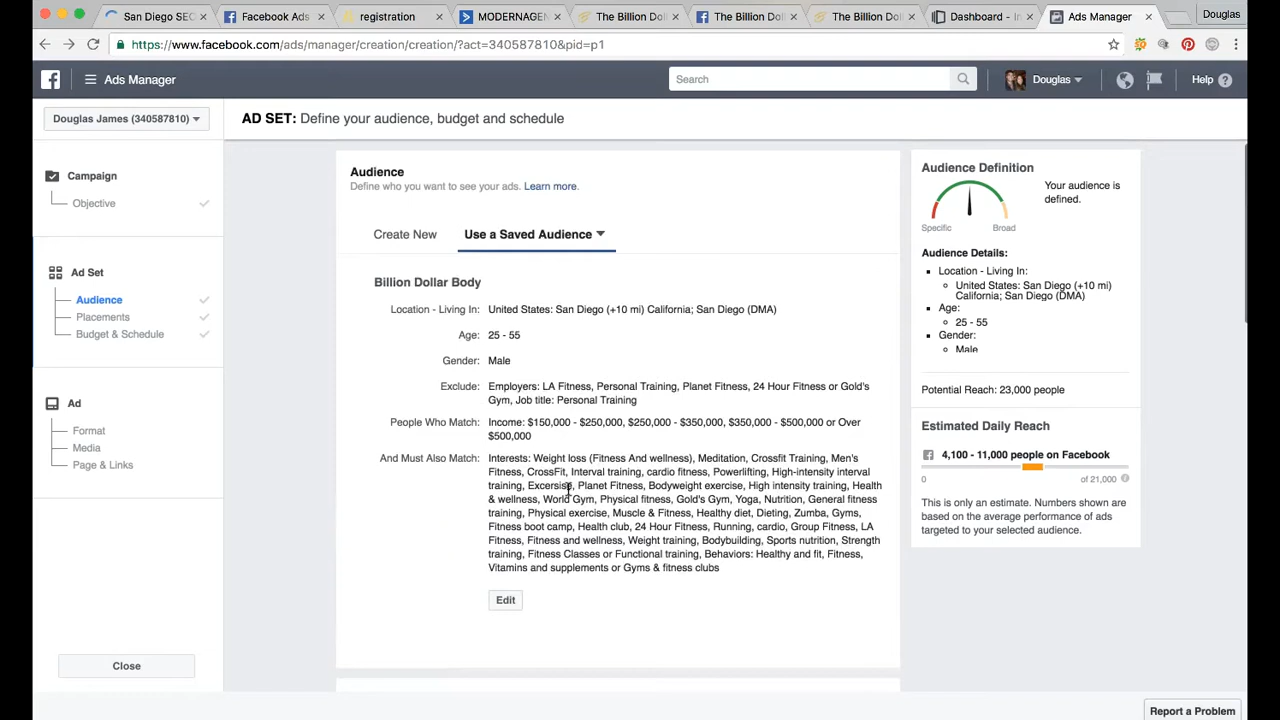 San Diego SEO
Facebook Ads
registration
MODERNAGEN
The Billion Doll
The Billion Doll
The Billion Doll
Dashboard - In
Ads Manager
Douglas
https://www.facebook.com/ads/manager/creation/creation/?act=340587810&pid=p1
Ads Manager
Search
Douglas
Help
Douglas James (340587810)
AD SET: Define your audience, budget and schedule
Campaign
Objective
Ad Set
Audience
Placements
Budget & Schedule
Ad
Format
Media
Page & Links
Close
Audience
Define who you want to see your ads. Learn more.
Create New
Use a Saved Audience
Billion Dollar Body
Location - Living In: United States: San Diego (+10 mi) California; San Diego (DMA)
Age: 25 - 55
Gender: Male
Exclude: Employers: LA Fitness, Personal Training, Planet Fitness, 24 Hour Fitness or Gold's
Gym, Job title: Personal Training
People Who Match: Income: $150,000 - $250,000, $250,000 - $350,000, $350,000 - $500,000 or Over
$500,000
And Must Also Match: Interests: Weight loss (Fitness And wellness), Meditation, Crossfit Training, Men's
Fitness, CrossFit, Interval training, cardio fitness, Powerlifting, High-intensity interval
training, Excersise, Planet Fitness, Bodyweight exercise, High intensity training, Health
& wellness, World Gym, Physical fitness, Gold's Gym, Yoga, Nutrition, General fitness
training, Physical exercise, Muscle & Fitness, Healthy diet, Dieting, Zumba, Gyms,
Fitness boot camp, Health club, 24 Hour Fitness, Running, cardio, Group Fitness, LA
Fitness, Fitness and wellness, Weight training, Bodybuilding, Sports nutrition, Strength
training, Fitness Classes or Functional training, Behaviors: Healthy and fit, Fitness,
Vitamins and supplements or Gyms & fitness clubs
Edit
Audience Definition
Your audience is
defined.
Specific
Broad
Audience Details:
Location - Living In:
United States: San Diego (+10 mi)
California; San Diego (DMA)
Age:
25 - 55
Gender:
Male
Potential Reach: 23,000 people
Estimated Daily Reach
4,100 - 11,000 people on Facebook
0
of 21,000
This is only an estimate. Numbers shown
are based on the average performance of ads
targeted to your selected audience.
Report a Problem